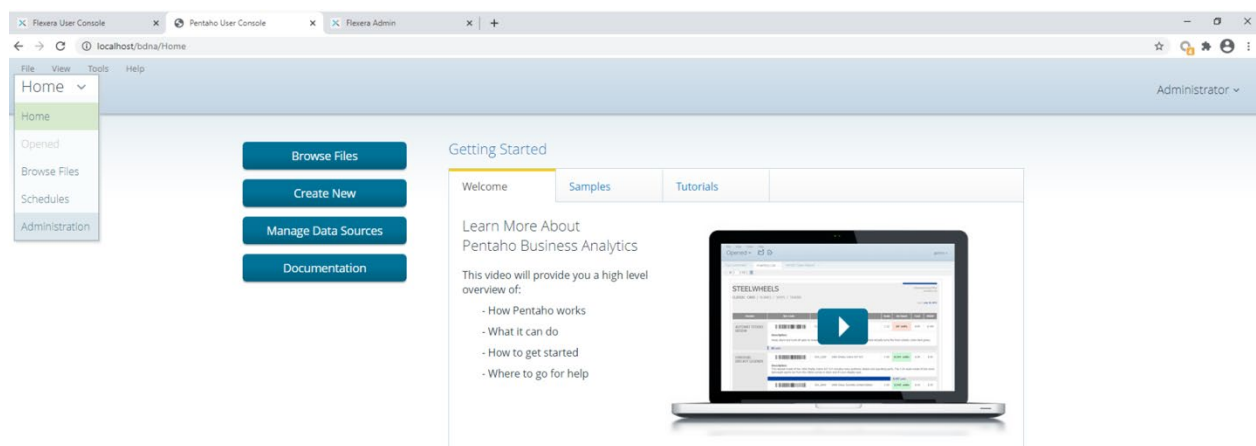 Flexera User Console
Pentaho User Console
Flexera Admin
localhost/bdna/Home
File View Tools Help
Home
Administrator
Home
Opened
Browse Files
Schedules
Administration
Browse Files
Create New
Manage Data Sources
Documentation
Getting Started
Welcome Samples Tutorials
Learn More About
Pentaho Business Analytics
This video will provide you a high level
overview of:
- How Pentaho works
- What it can do
- How to get started
- Where to go for help
Opened
STEELWHEELS